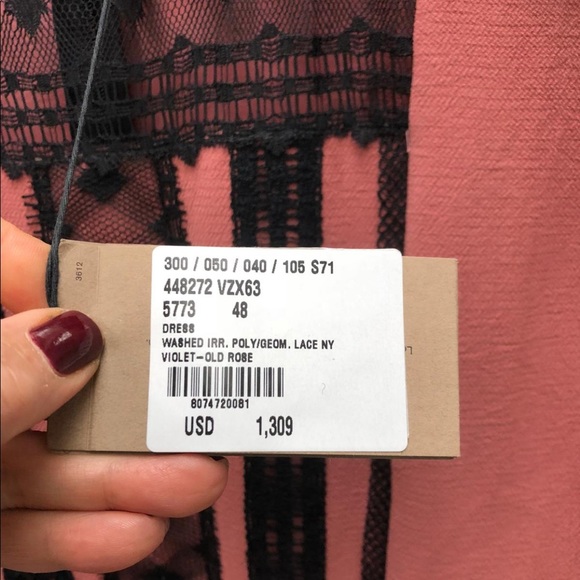 300 / 050 / 040 / 105 S71
448272 VZX63
5773 48
DRESS
WASHED IRR. POLY/GEOM. LACE NY
VIOLET-OLD ROSE
8074720081
USD 1,309
3612